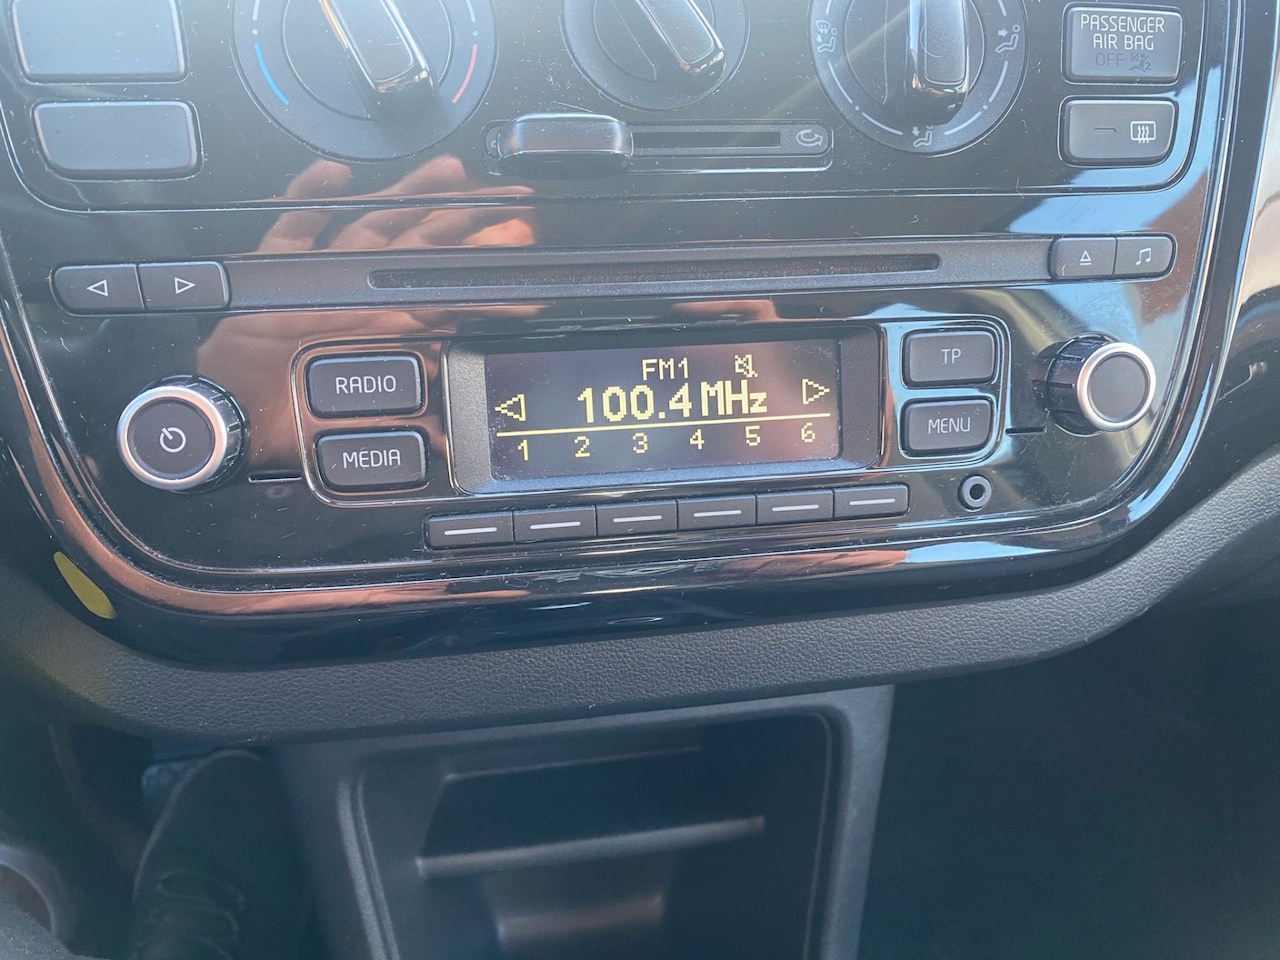 PASSENGER
AIR BAG
OFF
RADIO
MEDIA
FM1
100.4 MHz
1 2 3 4 5 6
TP
MENU